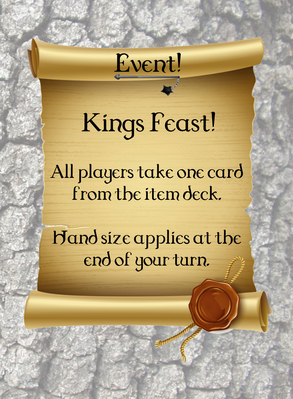 Event!
Kings Feast!
All players take one card
from the item deck.
Hand size applies at the
end of your turn.